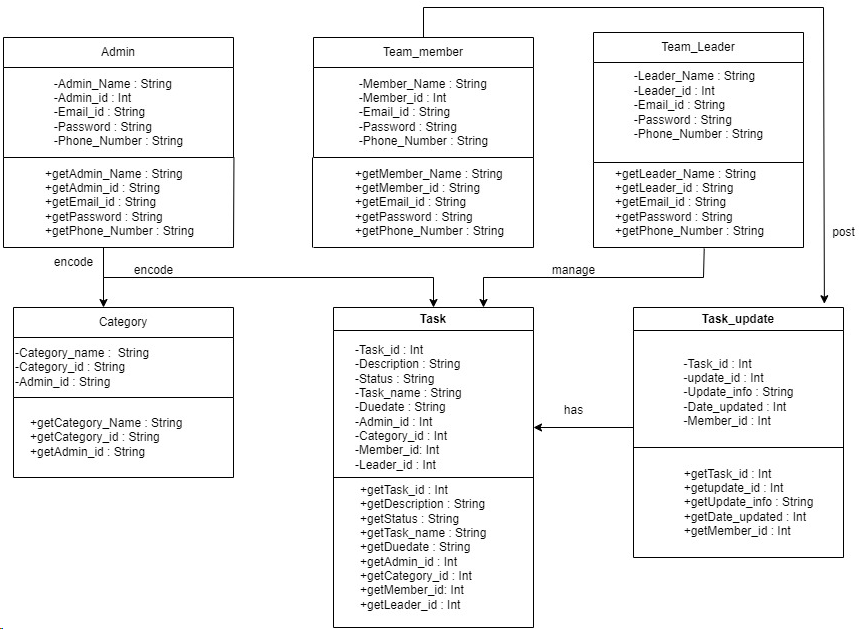 Admin
-Admin_Name : String
-Admin_id : Int
-Email_id : String
-Password : String
-Phone_Number : String
+getAdmin_Name : String
+getAdmin_id : String
+getEmail_id : String
+getPassword : String
+getPhone_Number : String
Team_member
-Member_Name : String
-Member_id : Int
-Email_id : String
-Password : String
-Phone_Number : String
+getMember_Name : String
+getMember_id : String
+getEmail_id : String
+getPassword : String
+getPhone_Number : String
Team_Leader
-Leader_Name : String
-Leader_id : Int
-Email_id : String
-Password : String
-Phone_Number : String
+getLeader_Name : String
+getLeader_id : String
+getEmail_id : String
+getPassword : String
+getPhone_Number : String
post
encode
encode
manage
Category
-Category_name :  String
-Category_id : String
-Admin_id : String
+getCategory_Name : String
+getCategory_id : String
+getAdmin_id : String
Task
-Task_id : Int
-Description : String
-Status : String
-Task_name : String
-Duedate : String
-Admin_id : Int
-Category_id : Int
-Member_id: Int
-Leader_id : Int
+getTask_id : Int
+getDescription : String
+getStatus : String
+getTask_name : String
+getDuedate : String
+getAdmin_id : Int
+getCategory_id : Int
+getMember_id: Int
+getLeader_id : Int
has
Task_update
-Task_id : Int
-update_id : Int
-Update_info : String
-Date_updated : Int
-Member_id : Int
+getTask_id : Int
+getupdate_id : Int
+getUpdate_info : String
+getDate_updated : Int
+getMember_id : Int